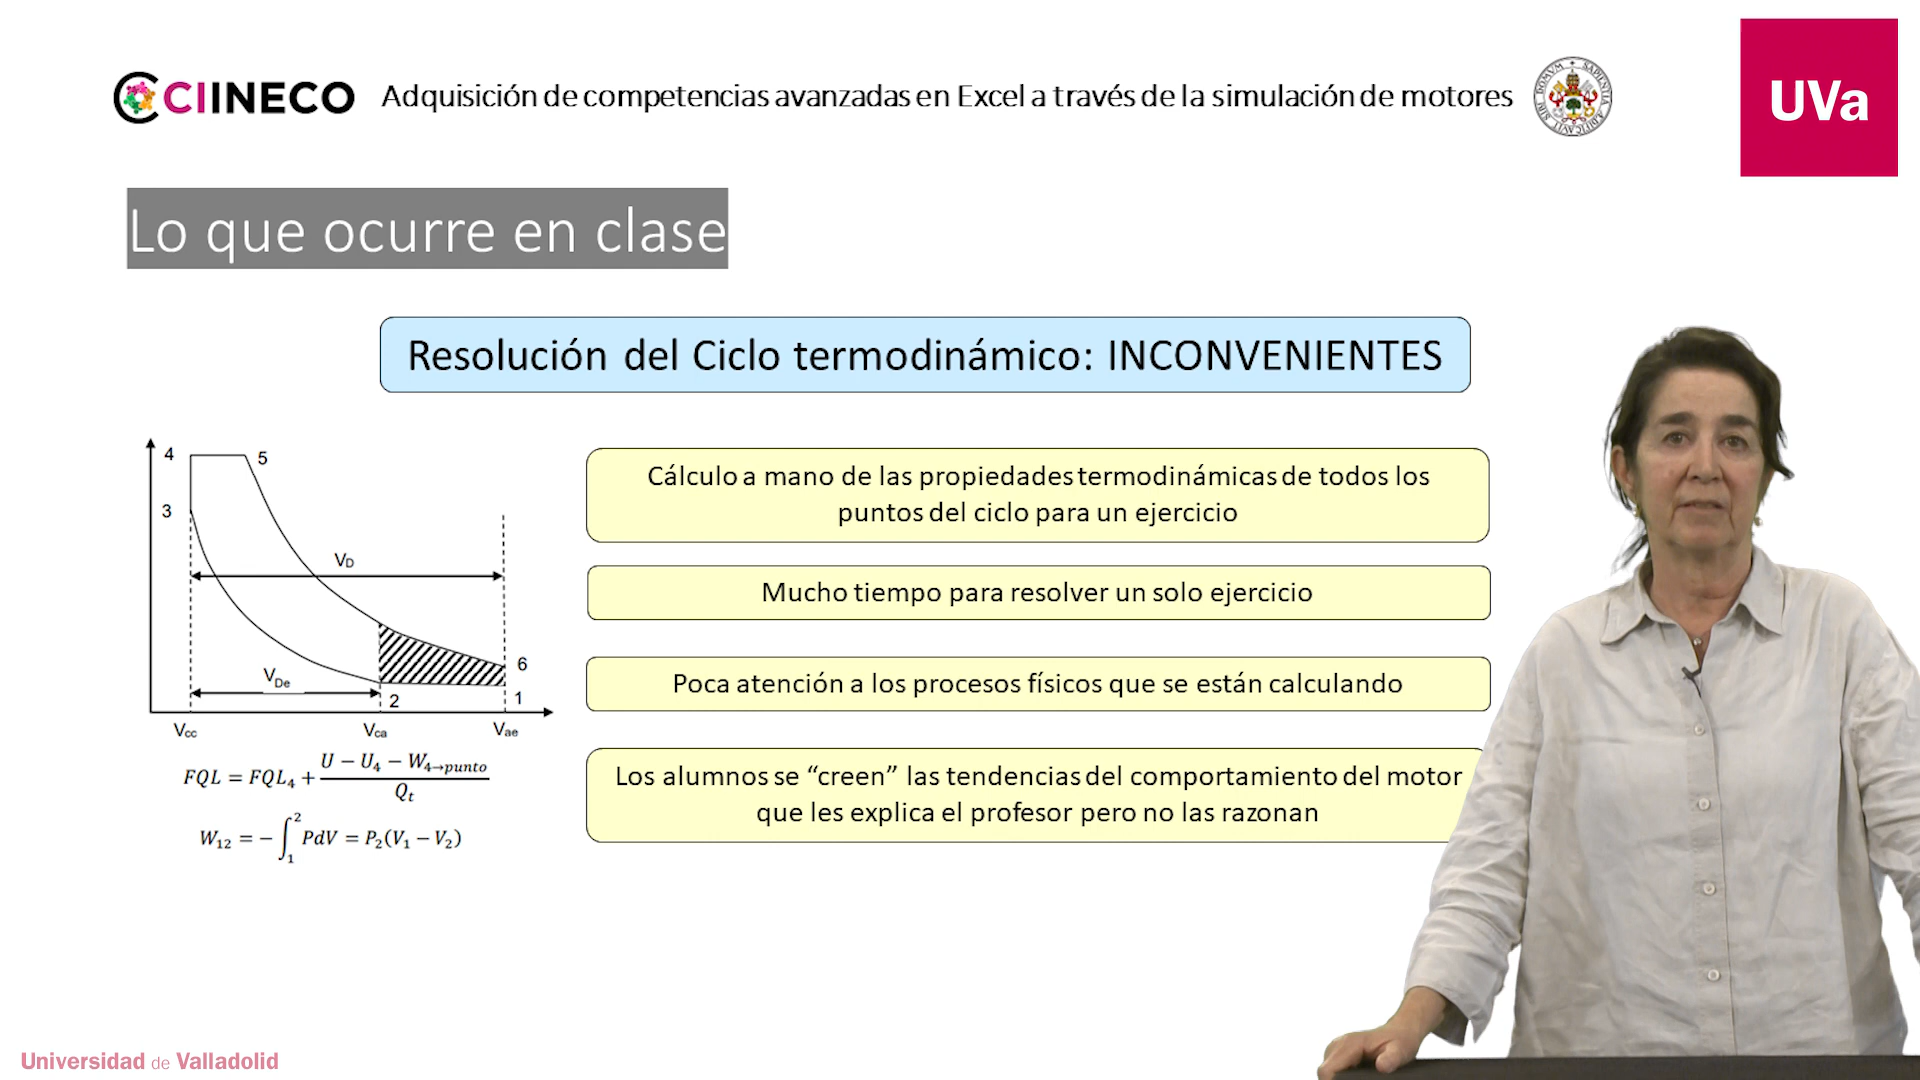 CIINECO
Adquisición de competencias avanzadas en Excel a través de la simulación de motores
UVa
Lo que ocurre en clase
Resolución del Ciclo termodinámico: INCONVENIENTES
4
5
3
V_D
6
V_De
2
1
Vcc
Vca
Vae
FQL = FQL₄ + (U − U₄ − W₄→punto) / Qₜ
W₁₂ = − ∫₁² PdV = P₂(V₁ − V₂)
Cálculo a mano de las propiedades termodinámicas de todos los
puntos del ciclo para un ejercicio
Mucho tiempo para resolver un solo ejercicio
Poca atención a los procesos físicos que se están calculando
Los alumnos se “creen” las tendencias del comportamiento del motor
que les explica el profesor pero no las razonan
Universidad de Valladolid